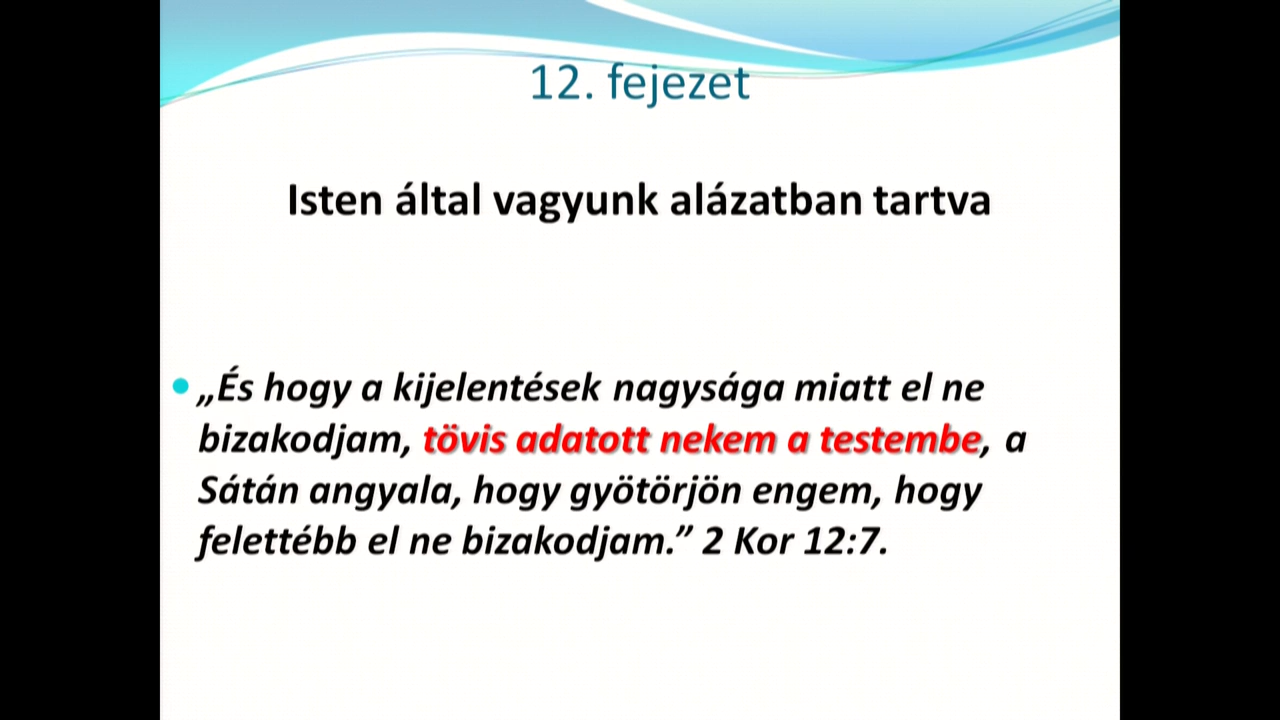 12. fejezet
Isten által vagyunk alázatban tartva
„És hogy a kijelentések nagysága miatt el ne
bizakodjam, tövis adatott nekem a testembe, a
Sátán angyala, hogy gyötörjön engem, hogy
felettébb el ne bizakodjam.” 2 Kor 12:7.